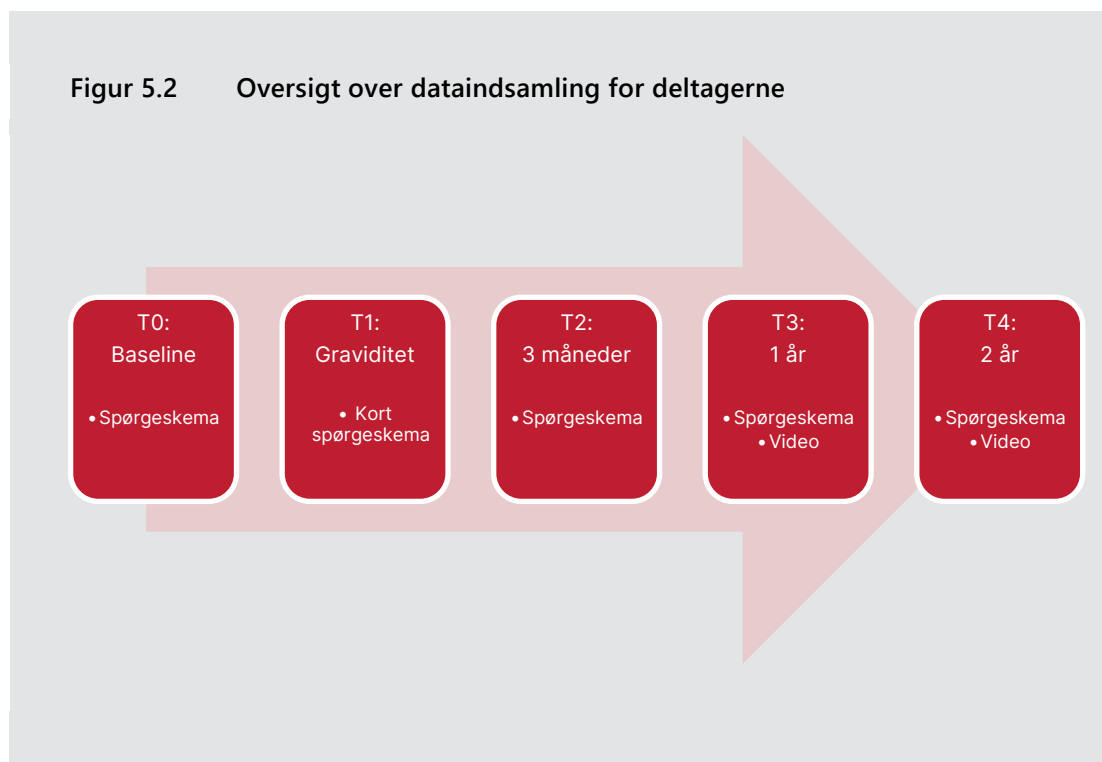 Figur 5.2 Oversigt over dataindsamling for deltagerne
T0:
Baseline
• Spørgeskema
T1:
Graviditet
• Kort
spørgeskema
T2:
3 måneder
• Spørgeskema
T3:
1 år
• Spørgeskema
• Video
T4:
2 år
• Spørgeskema
• Video